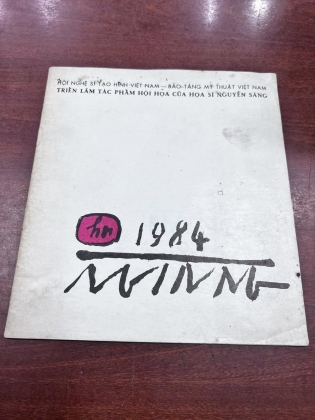 HỘI NGHỆ SĨ TẠO HÌNH VIỆT NAM — BẢO-TÀNG MỸ THUẬT VIỆT NAM
TRIỂN LÃM TÁC PHẨM HỘI HỌA CỦA HỌA SĨ NGUYỄN SÁNG
hn 1984